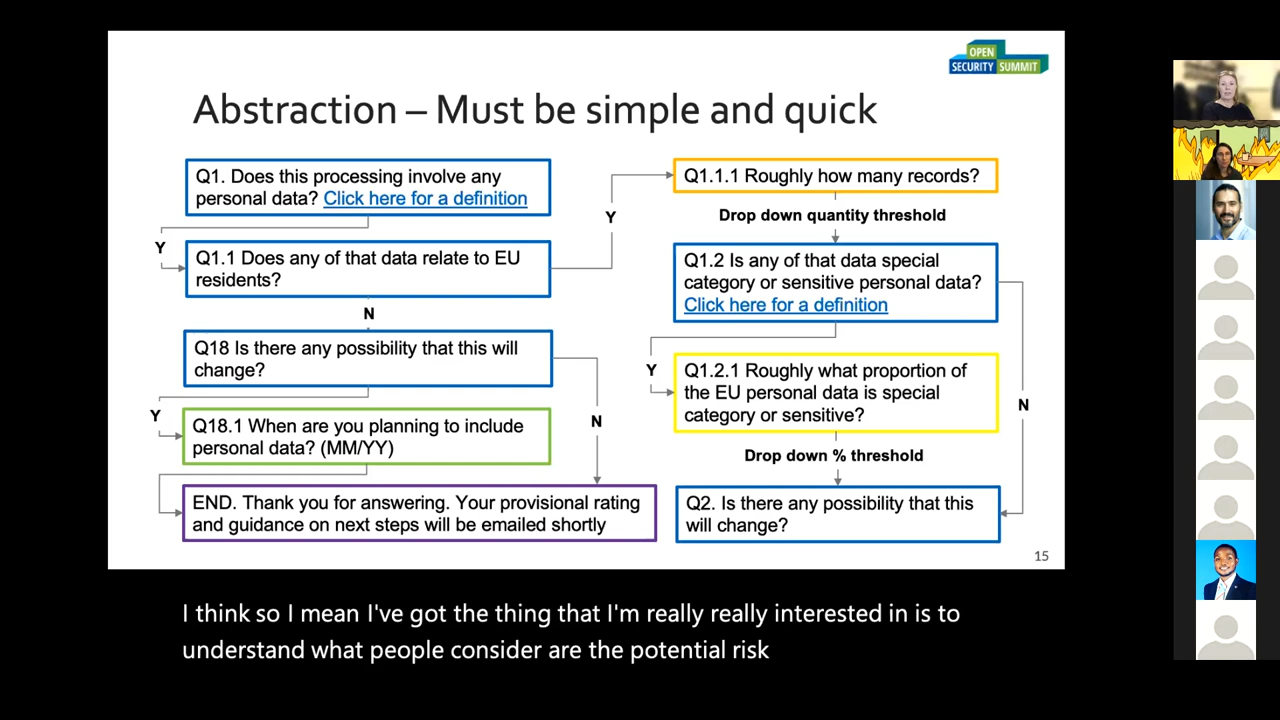 OPEN
SECURITY SUMMIT
Abstraction – Must be simple and quick
Q1. Does this processing involve any
personal data? Click here for a definition
Y
Q1.1 Does any of that data relate to EU
residents?
N
Q18 Is there any possibility that this will
change?
Y
N
Q18.1 When are you planning to include
personal data? (MM/YY)
END. Thank you for answering. Your provisional rating
and guidance on next steps will be emailed shortly
Y
Q1.1.1 Roughly how many records?
Drop down quantity threshold
Q1.2 Is any of that data special
category or sensitive personal data?
Click here for a definition
Y
N
Q1.2.1 Roughly what proportion of
the EU personal data is special
category or sensitive?
Drop down % threshold
Q2. Is there any possibility that this
will change?
15
I think so I mean I've got the thing that I'm really really interested in is to
understand what people consider are the potential risk